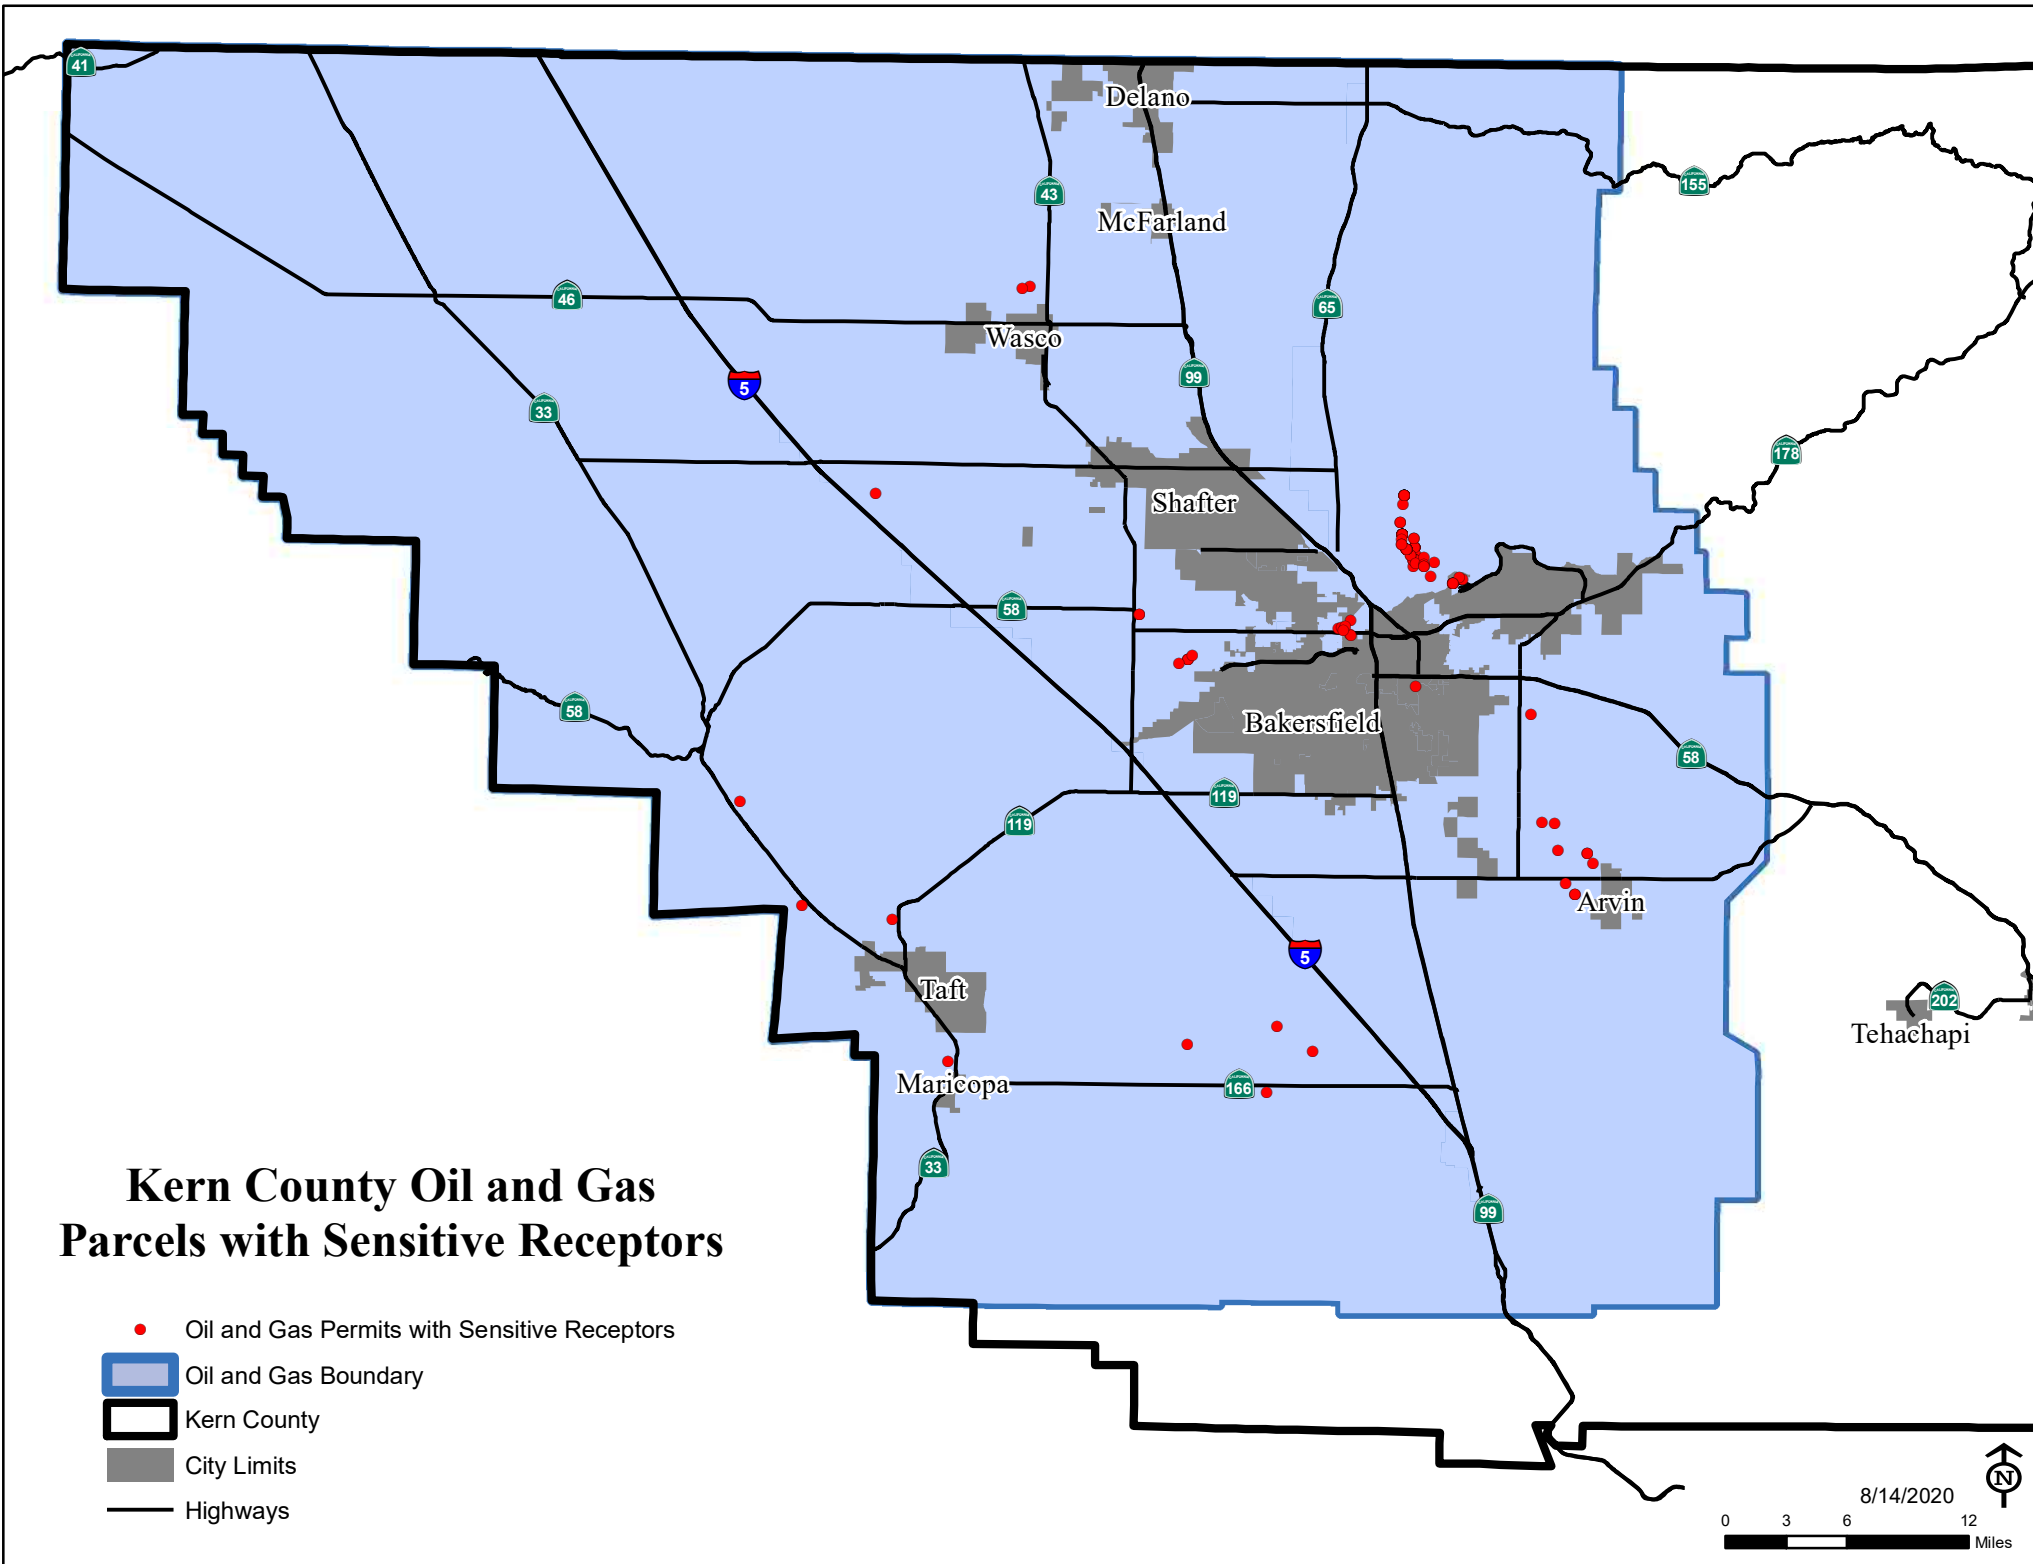 41
Delano
155
43
McFarland
46
65
Wasco
5
99
33
178
Shafter
58
58
Bakersfield
58
119
119
Arvin
5
Taft
202
Tehachapi
Maricopa
166
33
99
Kern County Oil and Gas
Parcels with Sensitive Receptors
Oil and Gas Permits with Sensitive Receptors
Oil and Gas Boundary
Kern County
City Limits
Highways
N
8/14/2020
0 3 6 12
Miles